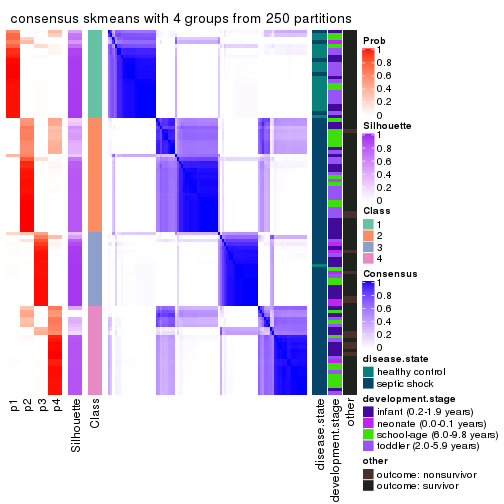 consensus skmeans with 4 groups from 250 partitions
Prob
1
0.8
0.6
0.4
0.2
0
Silhouette
1
0.8
0.6
0.4
0.2
0
Class
1
2
3
4
Consensus
1
0.8
0.6
0.4
0.2
0
disease.state
healthy control
septic shock
development.stage
infant (0.2-1.9 years)
neonate (0.0-0.1 years)
school-age (6.0-9.8 years)
toddler (2.0-5.9 years)
other
outcome: nonsurvivor
outcome: survivor
p1
p2
p3
p4
Silhouette
Class
disease.state
development.stage
other